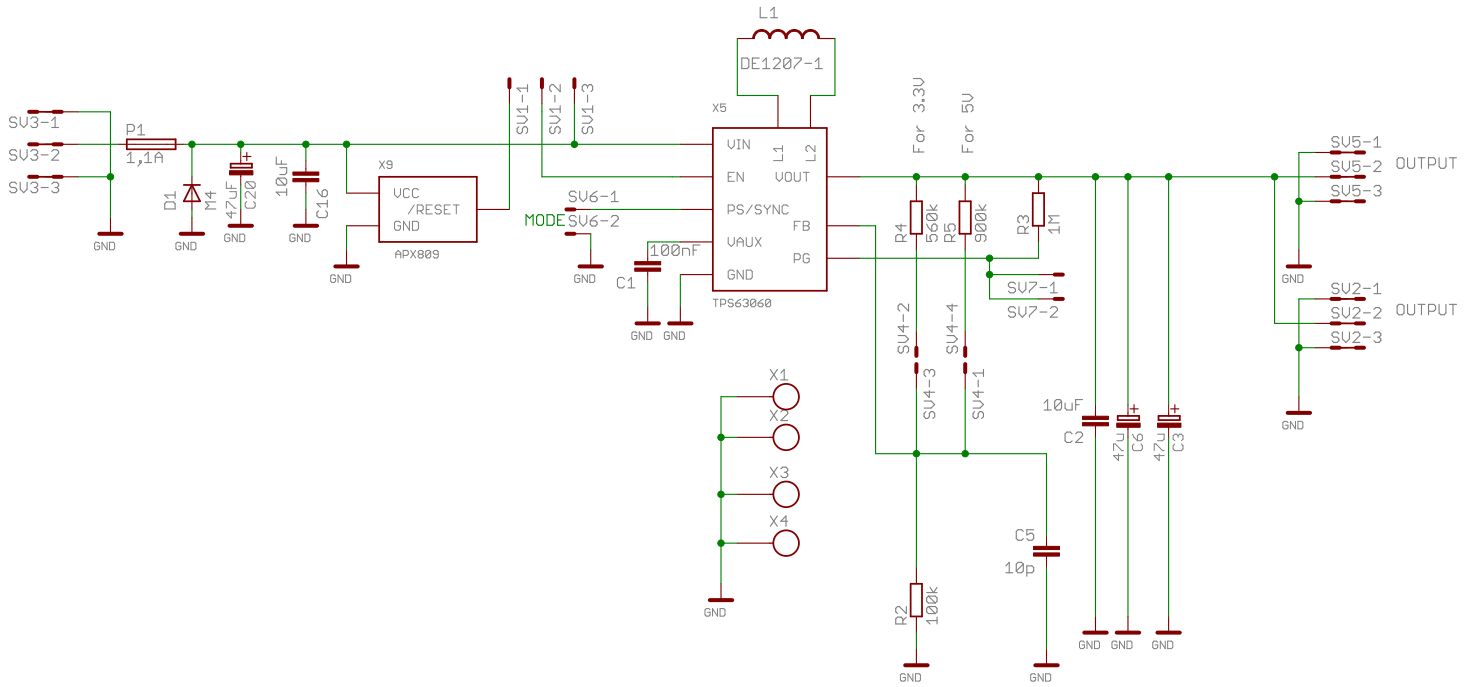 L1
DE1207-1
For 3.3V
For 5V
SV1-1
SV1-2
SV1-3
X5
SV3-1
SV3-2
SV3-3
P1
1,1A
D1
M4
47uF
C20
10uF
C16
X9
VCC
/RESET
GND
APX809
MODE
SV6-1
SV6-2
VIN
EN
PS/SYNC
VAUX
GND
L1
L2
VOUT
FB
PG
TPS63060
100nF
C1
R4
560k
R5
900k
R3
1M
SV7-1
SV7-2
SV5-1
SV5-2
SV5-3
OUTPUT
SV2-1
SV2-2
SV2-3
OUTPUT
GND
GND
GND
GND
GND
GND
GND
GND
GND
GND
SV4-2
SV4-4
SV4-3
SV4-1
X1
X2
X3
X4
GND
10uF
C2
47u
C6
47u
C3
C5
10p
R2
100k
GND
GND
GND
GND
GND